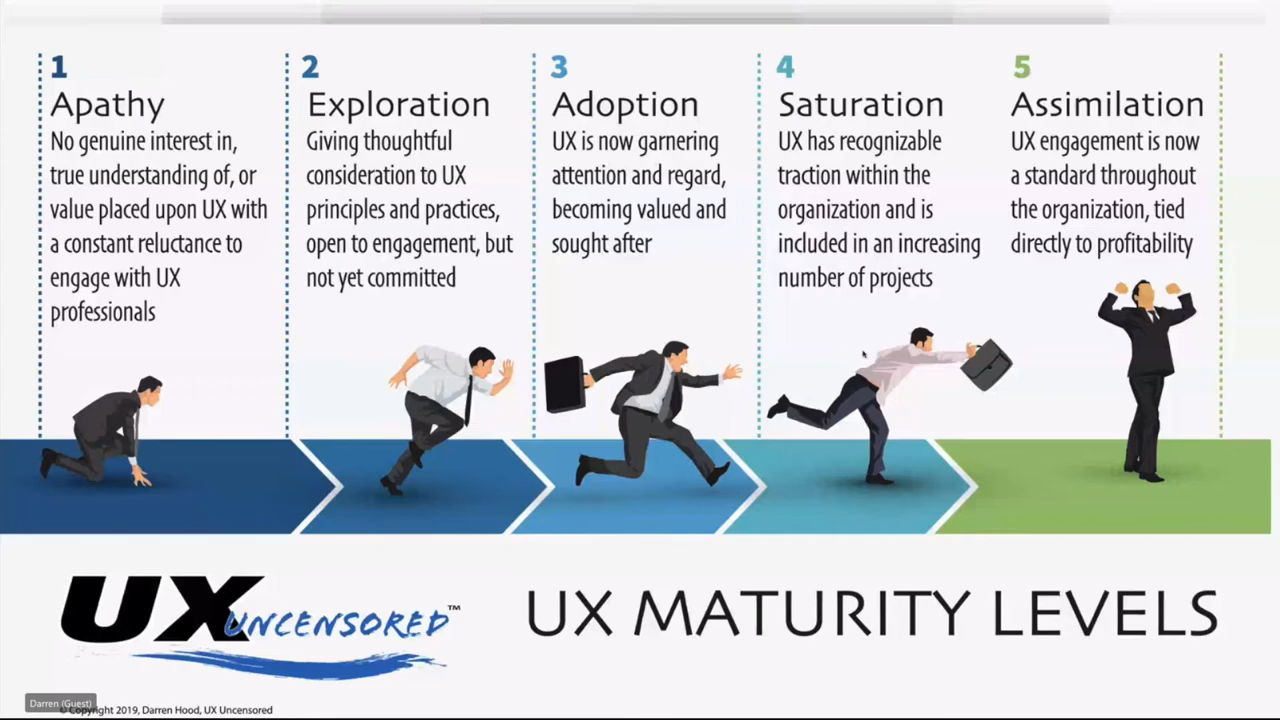 1
Apathy
No genuine interest in,
true understanding of, or
value placed upon UX with
a constant reluctance to
engage with UX
professionals
2
Exploration
Giving thoughtful
consideration to UX
principles and practices,
open to engagement, but
not yet committed
3
Adoption
UX is now garnering
attention and regard,
becoming valued and
sought after
4
Saturation
UX has recognizable
traction within the
organization and is
included in an increasing
number of projects
5
Assimilation
UX engagement is now
a standard throughout
the organization, tied
directly to profitability
UX UNCENSORED™
UX MATURITY LEVELS
Darren (Guest)
© Copyright 2019, Darren Hood, UX Uncensored